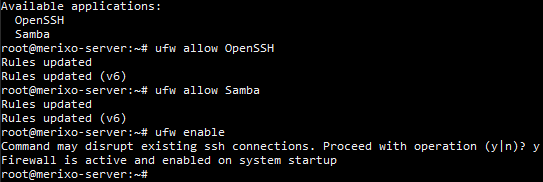 Available applications:
  OpenSSH
  Samba
root@merixo-server:~# ufw allow OpenSSH
Rules updated
Rules updated (v6)
root@merixo-server:~# ufw allow Samba
Rules updated
Rules updated (v6)
root@merixo-server:~# ufw enable
Command may disrupt existing ssh connections. Proceed with operation (y|n)? y
Firewall is active and enabled on system startup
root@merixo-server:~#